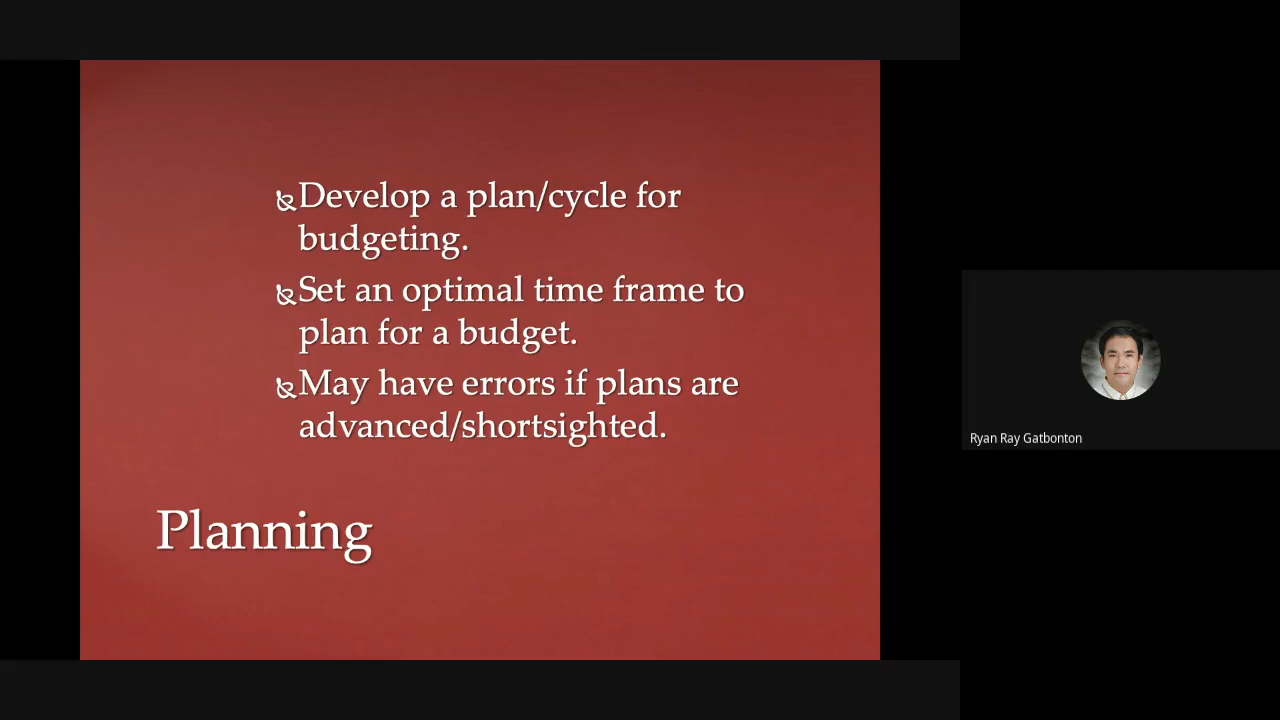 Develop a plan/cycle for
budgeting.
Set an optimal time frame to
plan for a budget.
May have errors if plans are
advanced/shortsighted.
Planning
Ryan Ray Gatbonton